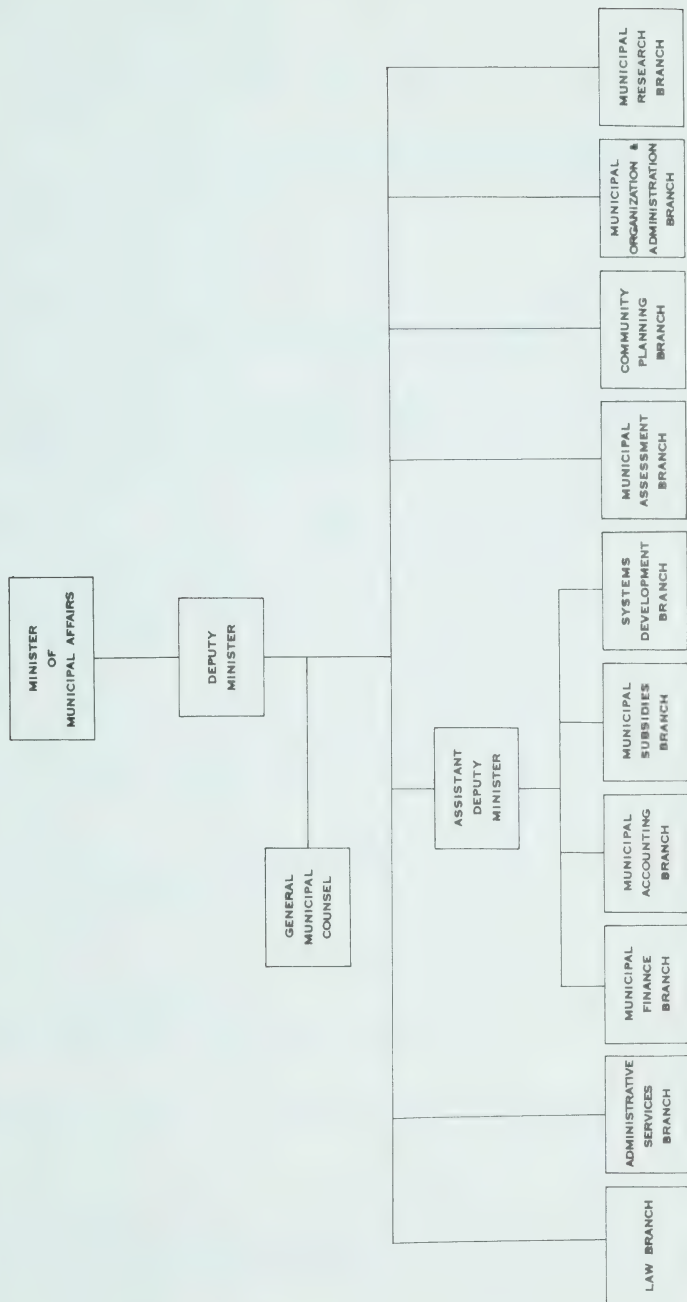 MINISTER
OF
MUNICIPAL AFFAIRS
DEPUTY
MINISTER
GENERAL
MUNICIPAL
COUNSEL
ASSISTANT
DEPUTY
MINISTER
LAW BRANCH
ADMINISTRATIVE
SERVICES
BRANCH
MUNICIPAL
FINANCE
BRANCH
MUNICIPAL
ACCOUNTING
BRANCH
MUNICIPAL
SUBSIDIES
BRANCH
SYSTEMS
DEVELOPMENT
BRANCH
MUNICIPAL
ASSESSMENT
BRANCH
COMMUNITY
PLANNING
BRANCH
MUNICIPAL
ORGANIZATION &
ADMINISTRATION
BRANCH
MUNICIPAL
RESEARCH
BRANCH